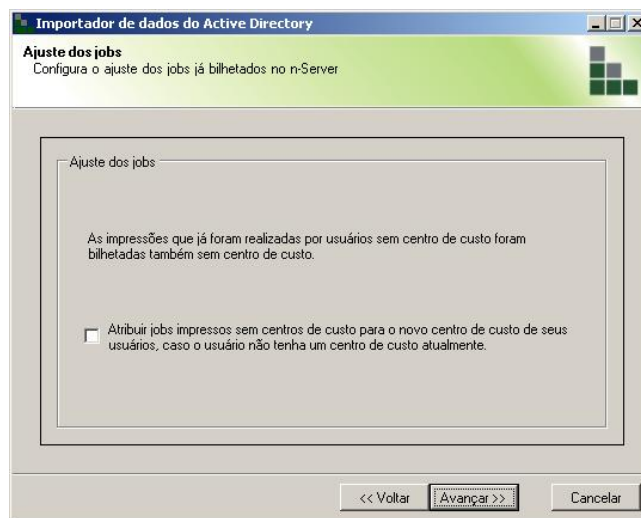 Importador de dados do Active Directory
Ajuste dos jobs
Configura o ajuste dos jobs já bilhetados no n-Server
Ajuste dos jobs
As impressões que já foram realizadas por usuários sem centro de custo foram
bilhetadas também sem centro de custo.
Atribuir jobs impressos sem centros de custo para o novo centro de custo de seus
usuários, caso o usuário não tenha um centro de custo atualmente.
<< Voltar
Avançar >>
Cancelar